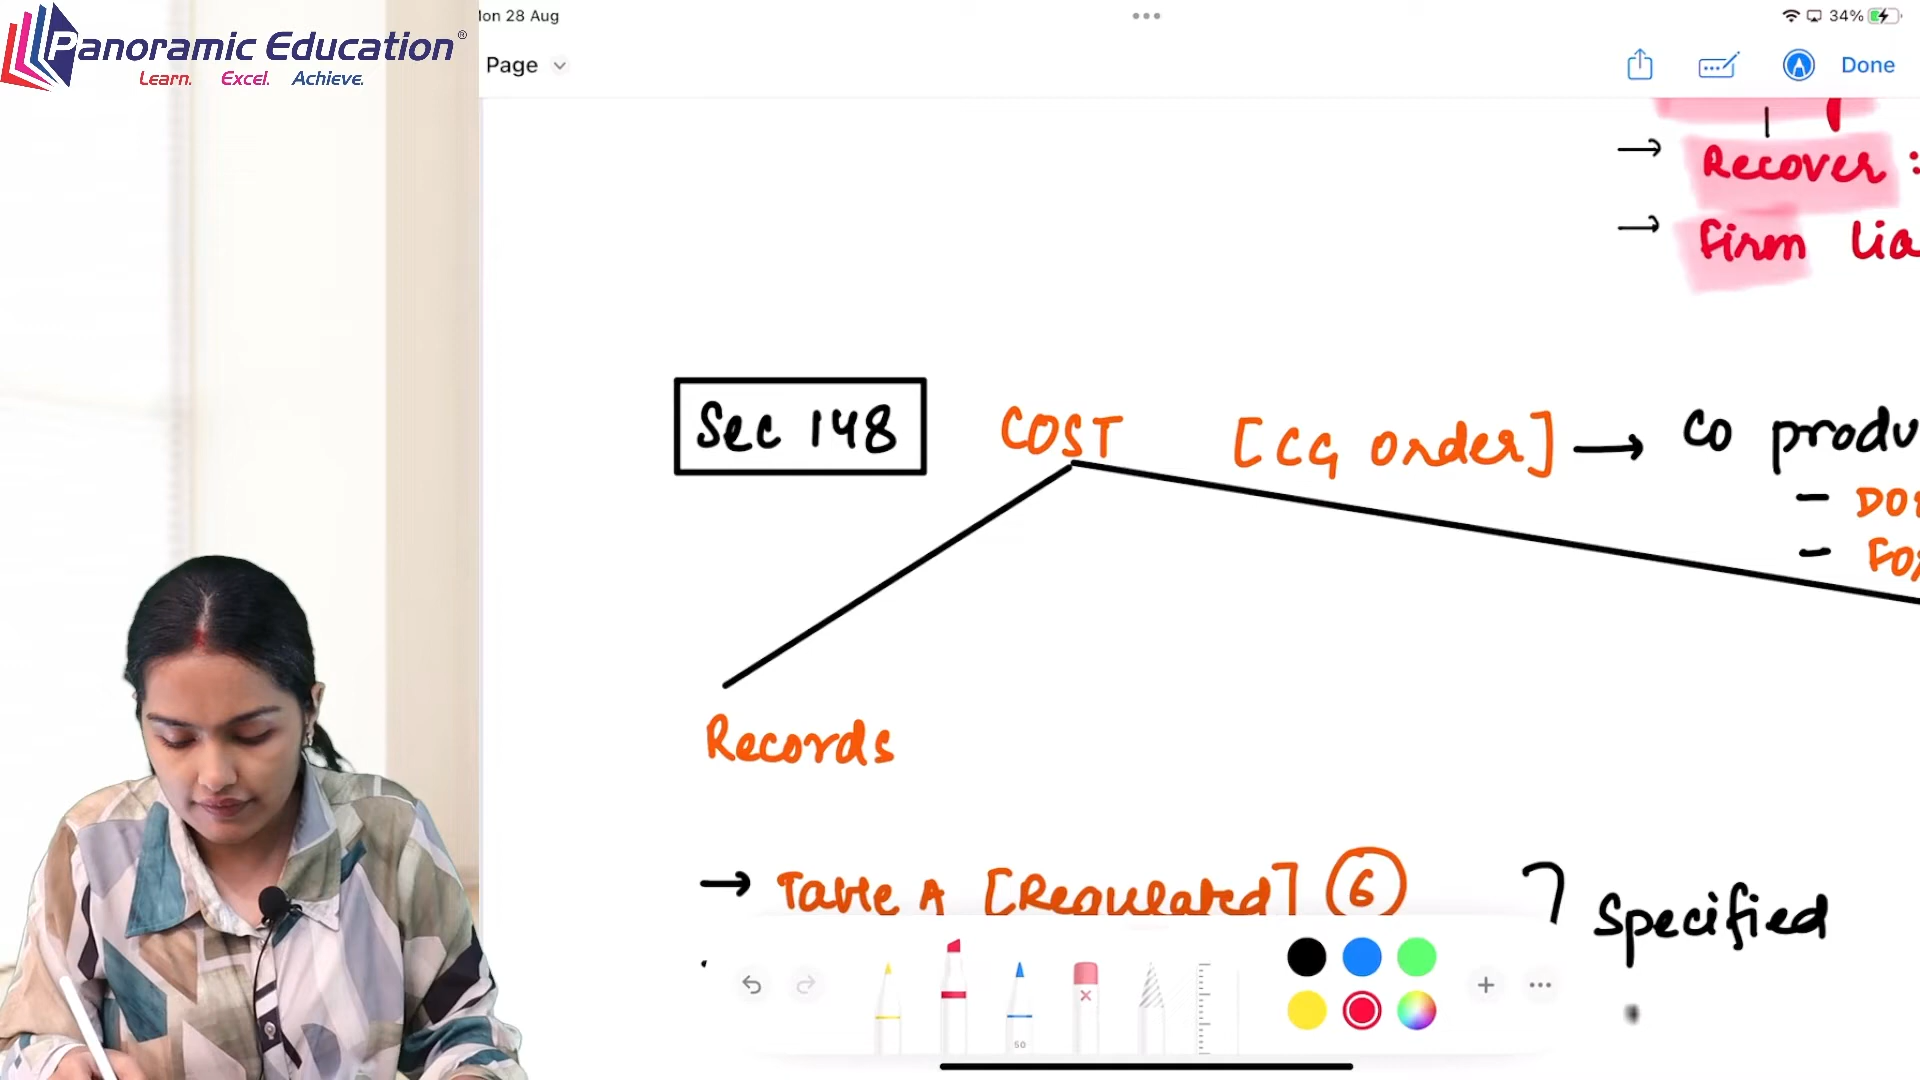 Panoramic Education®
Learn. Excel. Achieve.
Mon 28 Aug
34%
Page
Done
→ Recover :
→ Firm
Sec 148 COST [CG Order] → Co
-
-
Records
→ Table A [Regulated] 6
Specified
50